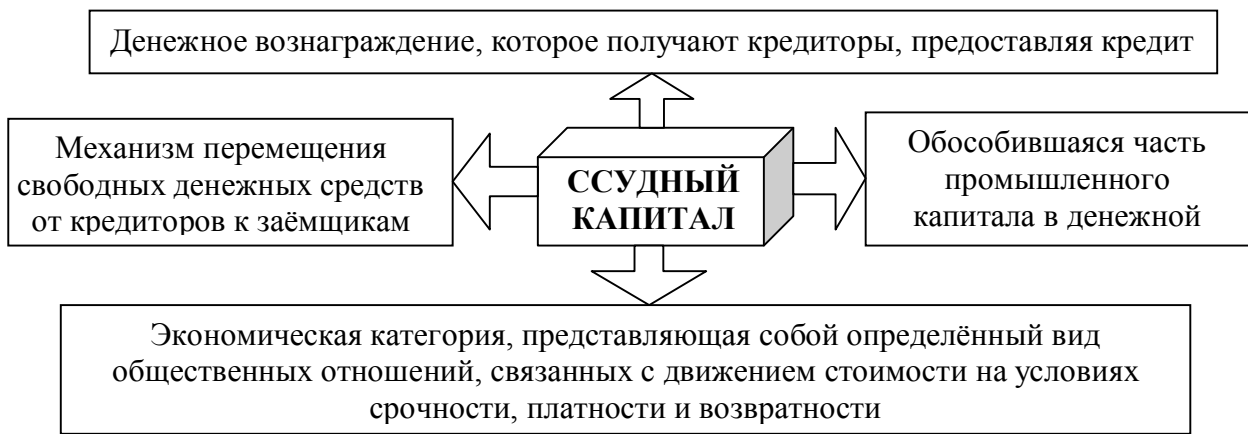 Денежное вознаграждение, которое получают кредиторы, предоставляя кредит
Механизм перемещения
свободных денежных средств
от кредиторов к заёмщикам
ССУДНЫЙ
КАПИТАЛ
Обособившаяся часть
промышленного
капитала в денежной
Экономическая категория, представляющая собой определённый вид
общественных отношений, связанных с движением стоимости на условиях
срочности, платности и возвратности